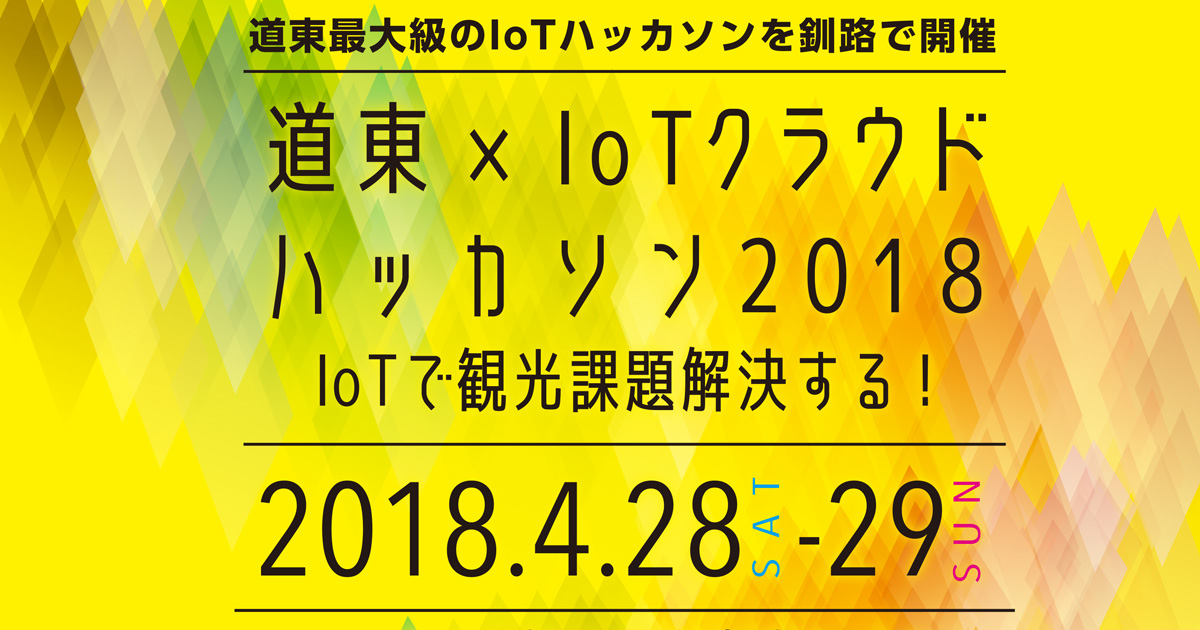 道東最大級のIoTハッカソンを釧路で開催
道東×IoTクラウド
ハッカソン2018
IoTで観光課題解決する！
2018.4.28 SAT -29 SUN